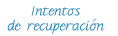 Intentos
de recuperación